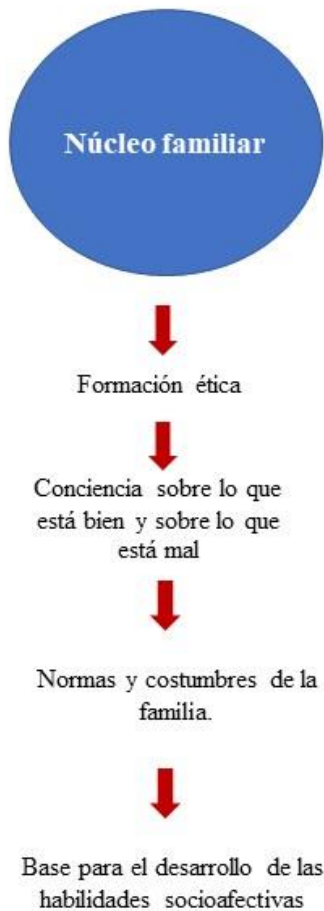 Núcleo familiar
Formación ética
Conciencia sobre lo que
está bien y sobre lo que
está mal
Normas y costumbres de la
familia.
Base para el desarrollo de las
habilidades socioafectivas